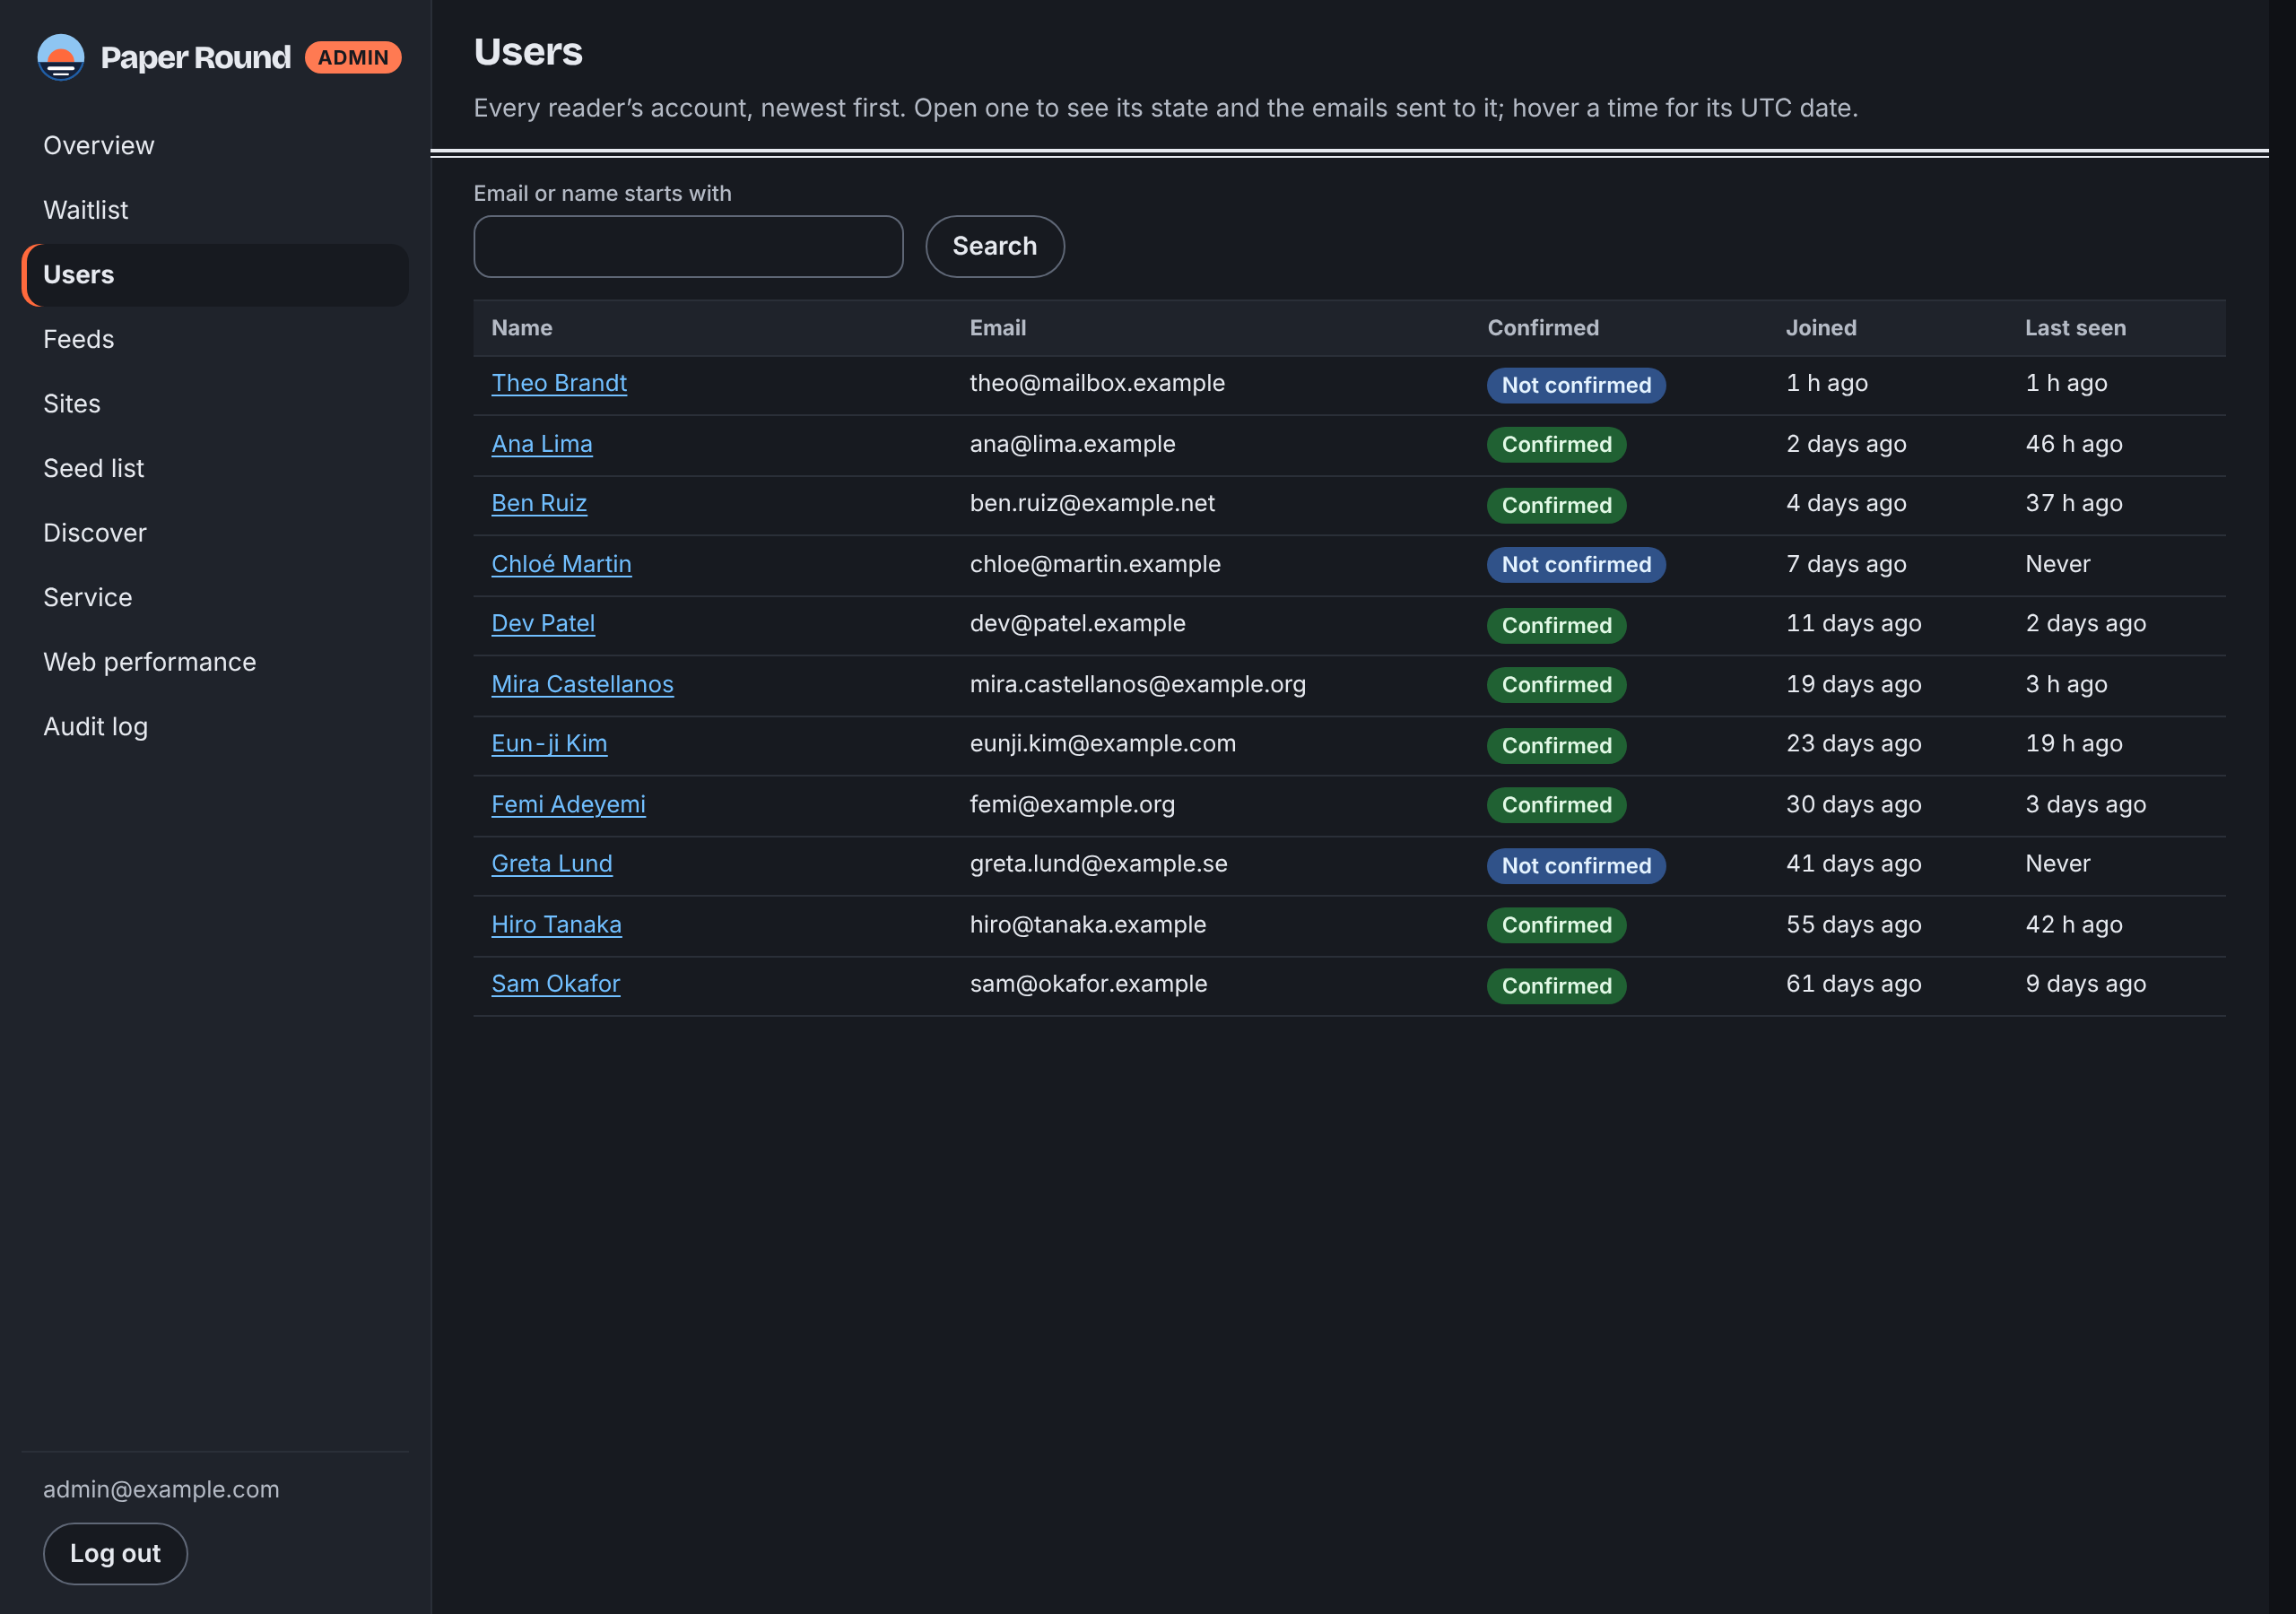 Paper Round ADMIN
Overview
Waitlist
Users
Feeds
Sites
Seed list
Discover
Service
Web performance
Audit log
admin@example.com
Log out
Users
Every reader’s account, newest first. Open one to see its state and the emails sent to it; hover a time for its UTC date.
Email or name starts with
Search
Name Email Confirmed Joined Last seen
Theo Brandt theo@mailbox.example Not confirmed 1 h ago 1 h ago
Ana Lima ana@lima.example Confirmed 2 days ago 46 h ago
Ben Ruiz ben.ruiz@example.net Confirmed 4 days ago 37 h ago
Chloé Martin chloe@martin.example Not confirmed 7 days ago Never
Dev Patel dev@patel.example Confirmed 11 days ago 2 days ago
Mira Castellanos mira.castellanos@example.org Confirmed 19 days ago 3 h ago
Eun-ji Kim eunji.kim@example.com Confirmed 23 days ago 19 h ago
Femi Adeyemi femi@example.org Confirmed 30 days ago 3 days ago
Greta Lund greta.lund@example.se Not confirmed 41 days ago Never
Hiro Tanaka hiro@tanaka.example Confirmed 55 days ago 42 h ago
Sam Okafor sam@okafor.example Confirmed 61 days ago 9 days ago